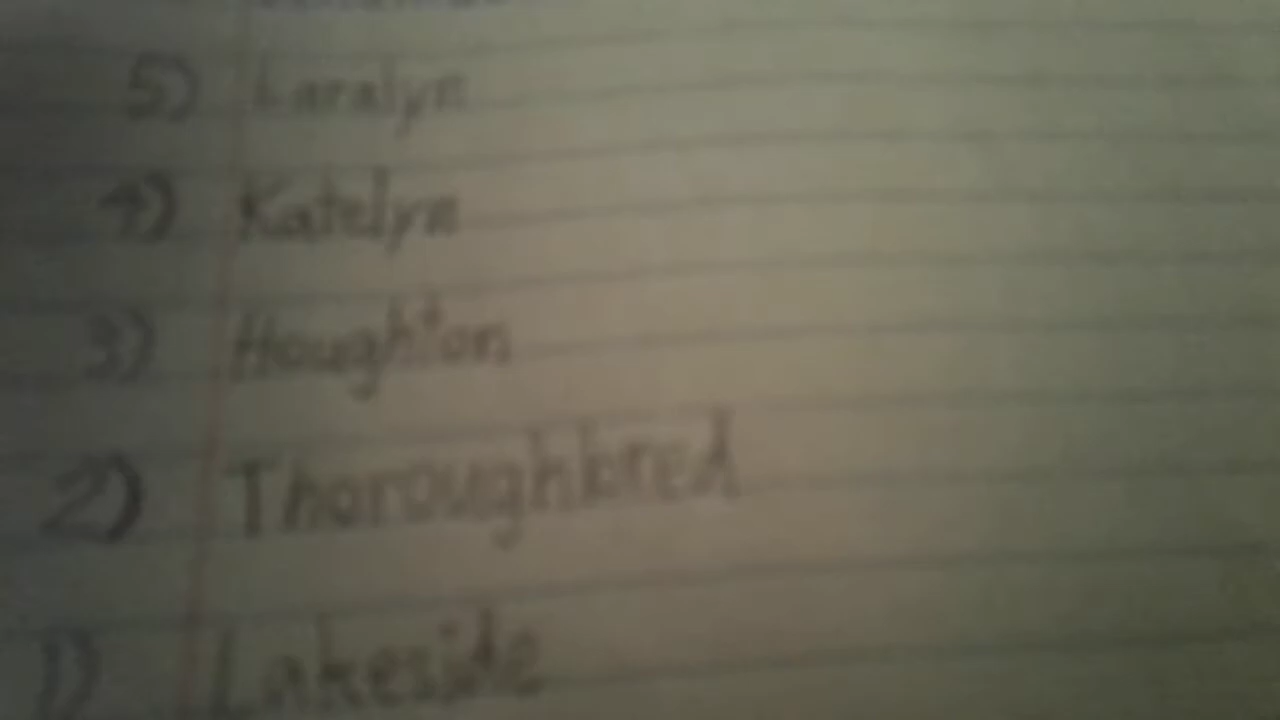 5) Laralyn
4) Katelyn
3) Houghton
2) Thoroughbred
1) Lakeside